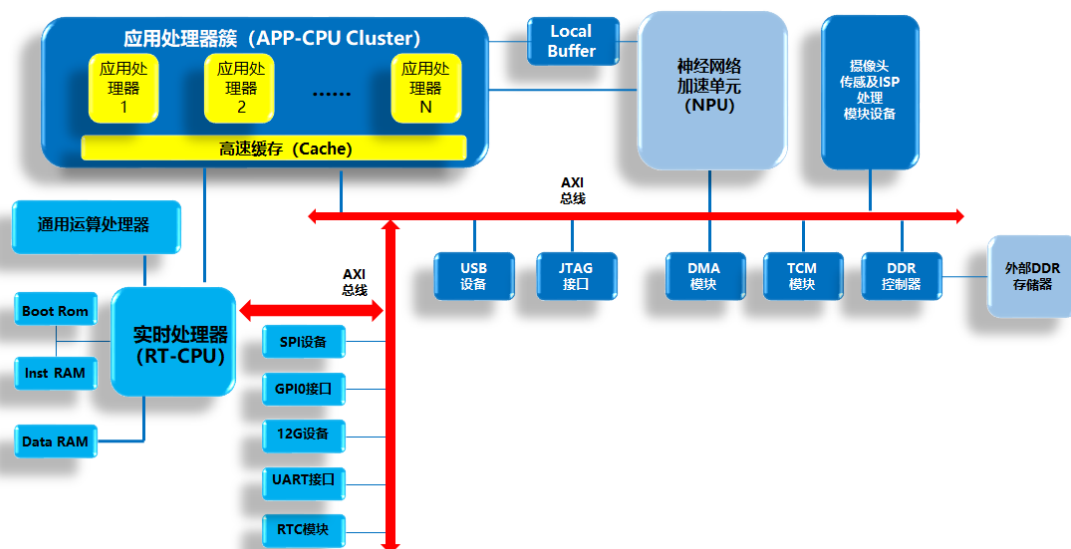 应用处理器簇（APP-CPU Cluster）
应用处
理器
1
应用处
理器
2
……
应用处
理器
N
高速缓存（Cache）
Local
Buffer
神经网络
加速单元
(NPU)
摄像头
传感及ISP
处理
模块设备
AXI
总线
通用运算处理器
USB
设备
JTAG
接口
DMA
模块
TCM
模块
DDR
控制器
外部DDR
存储器
AXI
总线
Boot Rom
Inst RAM
Data RAM
实时处理器
（RT-CPU）
SPI设备
GPI0接口
12G设备
UART接口
RTC模块